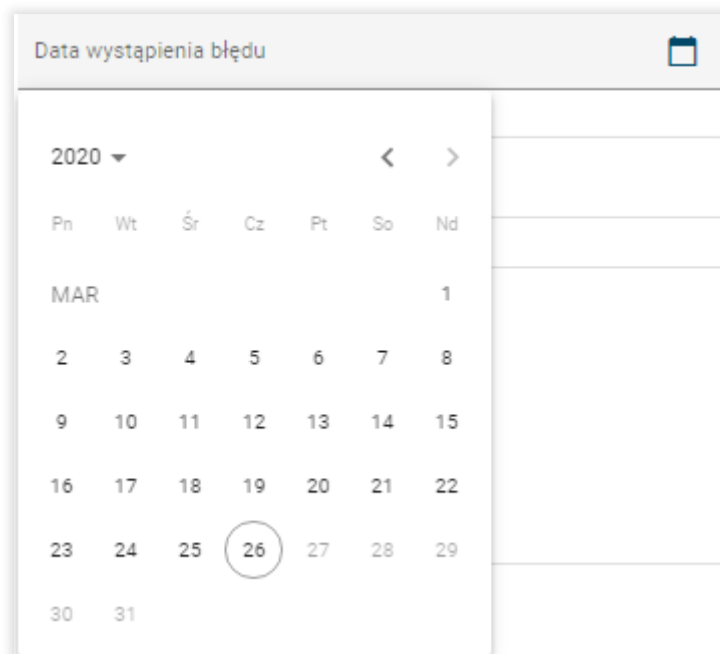 Data wystąpienia błędu
2020
Pn Wt Śr Cz Pt So Nd
MAR 1
2 3 4 5 6 7 8
9 10 11 12 13 14 15
16 17 18 19 20 21 22
23 24 25 26 27 28 29
30 31